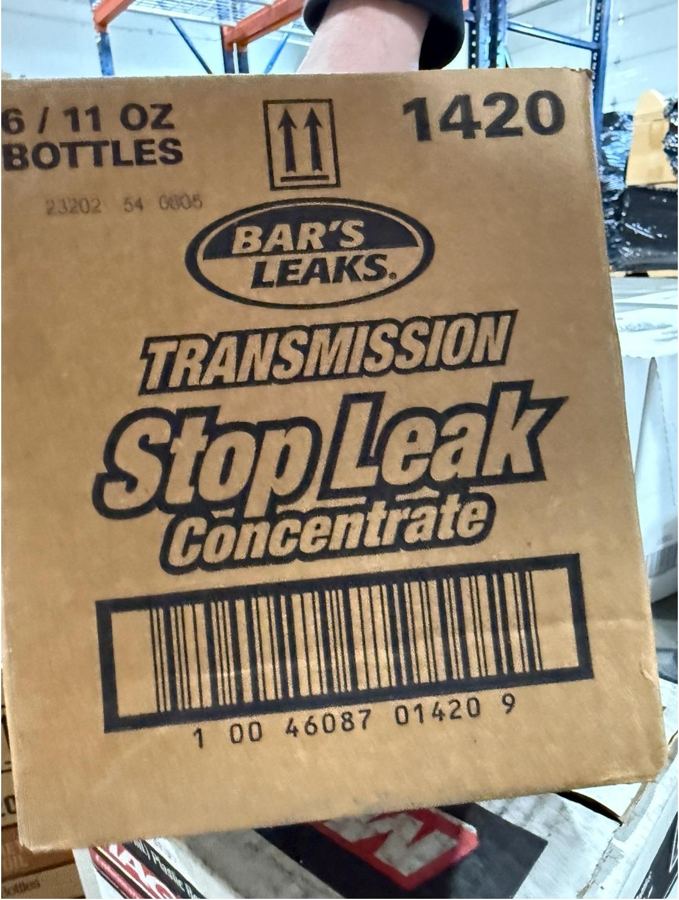 6 / 11 OZ
BOTTLES
1420
23202 54 0805
BAR'S
LEAKS®
TRANSMISSION
Stop Leak
Concentrate
1 00 46087 01420 9